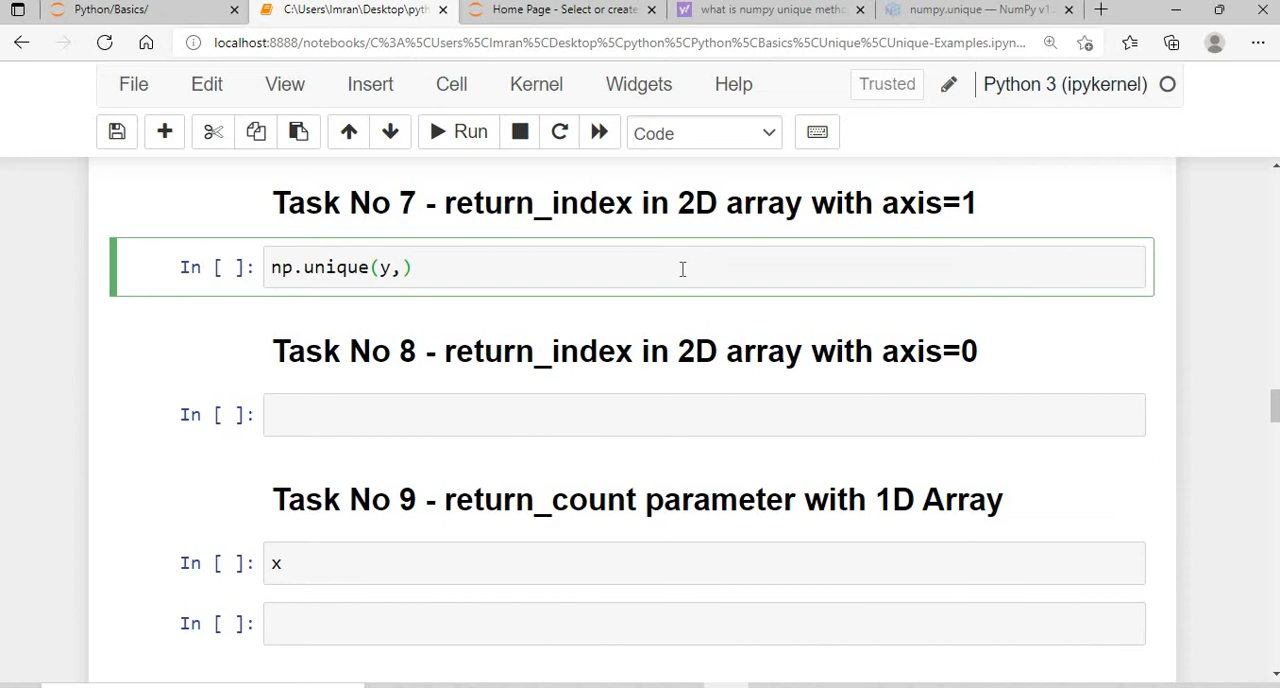 Python/Basics/
C:\Users\Imran\Desktop\pyth
Home Page - Select or create
what is numpy unique metho
numpy.unique — NumPy v1.
localhost:8888/notebooks/C%3A%5CUsers%5CImran%5CDesktop%5Cpython%5CPython%5CBasics%5CUnique%5CUnique-Examples.ipyn...
File Edit View Insert Cell Kernel Widgets Help Trusted Python 3 (ipykernel)
Run Code
Task No 7 - return_index in 2D array with axis=1
In [ ]: np.unique(y,)
Task No 8 - return_index in 2D array with axis=0
In [ ]:
Task No 9 - return_count parameter with 1D Array
In [ ]: x
In [ ]: